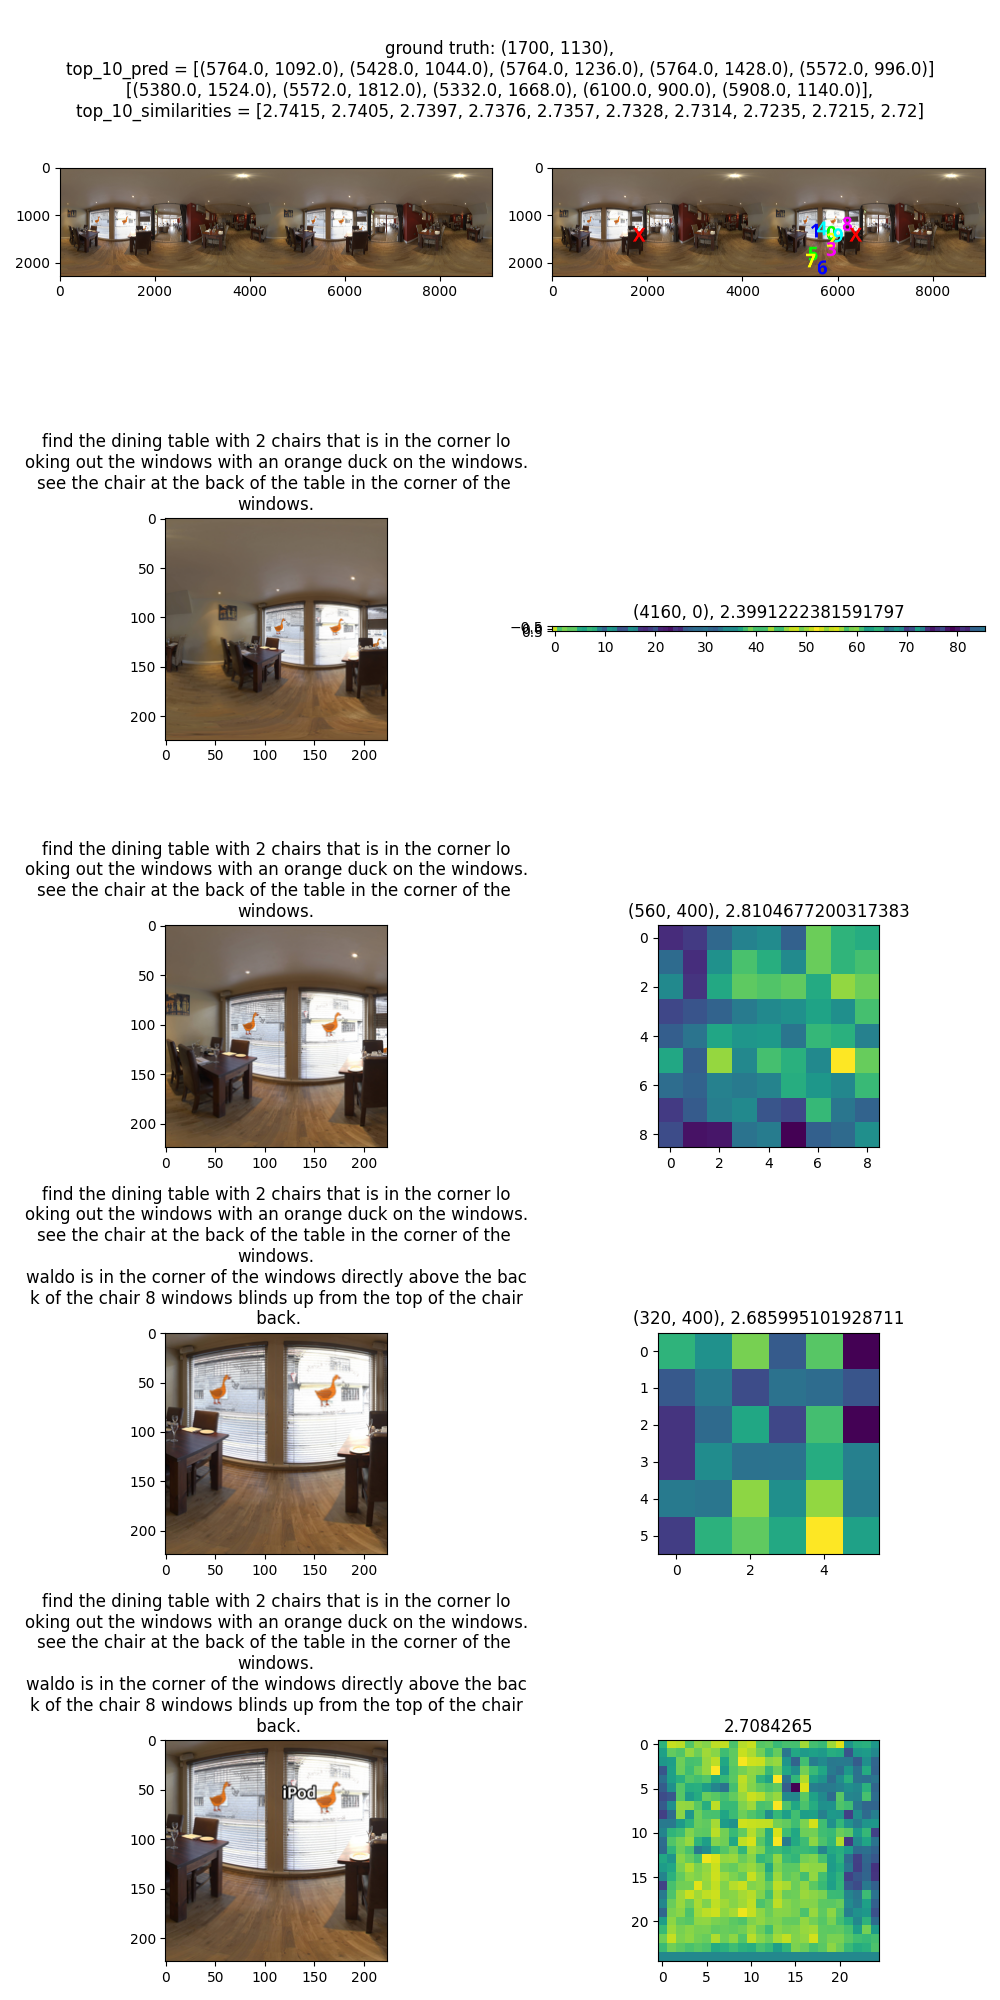 ground truth: (1700, 1130),
top_10_pred = [(5764.0, 1092.0), (5428.0, 1044.0), (5764.0, 1236.0), (5764.0, 1428.0), (5572.0, 996.0)]
[(5380.0, 1524.0), (5572.0, 1812.0), (5332.0, 1668.0), (6100.0, 900.0), (5908.0, 1140.0)],
top_10_similarities = [2.7415, 2.7405, 2.7397, 2.7376, 2.7357, 2.7328, 2.7314, 2.7235, 2.7215, 2.72]
0
1000
2000
0 2000 4000 6000 8000
0
1000
2000
X 1 4 8 X
3
7 6
0 2000 4000 6000 8000
find the dining table with 2 chairs that is in the corner lo
oking out the windows with an orange duck on the windows.
see the chair at the back of the table in the corner of the
windows.
0
50
100
150
200
0 50 100 150 200
(4160, 0), 2.3991222381591797
0 10 20 30 40 50 60 70 80
find the dining table with 2 chairs that is in the corner lo
oking out the windows with an orange duck on the windows.
see the chair at the back of the table in the corner of the
windows.
0
50
100
150
200
0 50 100 150 200
(560, 400), 2.8104677200317383
0
2
4
6
8
0 2 4 6 8
find the dining table with 2 chairs that is in the corner lo
oking out the windows with an orange duck on the windows.
see the chair at the back of the table in the corner of the
windows.
waldo is in the corner of the windows directly above the bac
k of the chair 8 windows blinds up from the top of the chair
back.
0
50
100
150
200
0 50 100 150 200
(320, 400), 2.685995101928711
0
1
2
3
4
5
0 2 4
find the dining table with 2 chairs that is in the corner lo
oking out the windows with an orange duck on the windows.
see the chair at the back of the table in the corner of the
windows.
waldo is in the corner of the windows directly above the bac
k of the chair 8 windows blinds up from the top of the chair
back.
0
50
100
150
200
iPod
0 50 100 150 200
2.7084265
0
5
10
15
20
0 5 10 15 20